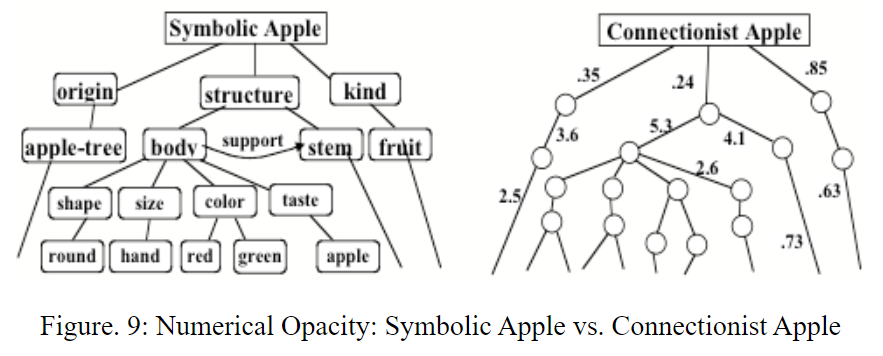 Symbolic Apple
origin
structure
kind
apple-tree
body
support
stem
fruit
shape
size
color
taste
round
hand
red
green
apple
Connectionist Apple
.35
.24
.85
3.6
5.3
4.1
2.6
2.5
.63
.73
Figure. 9: Numerical Opacity: Symbolic Apple vs. Connectionist Apple